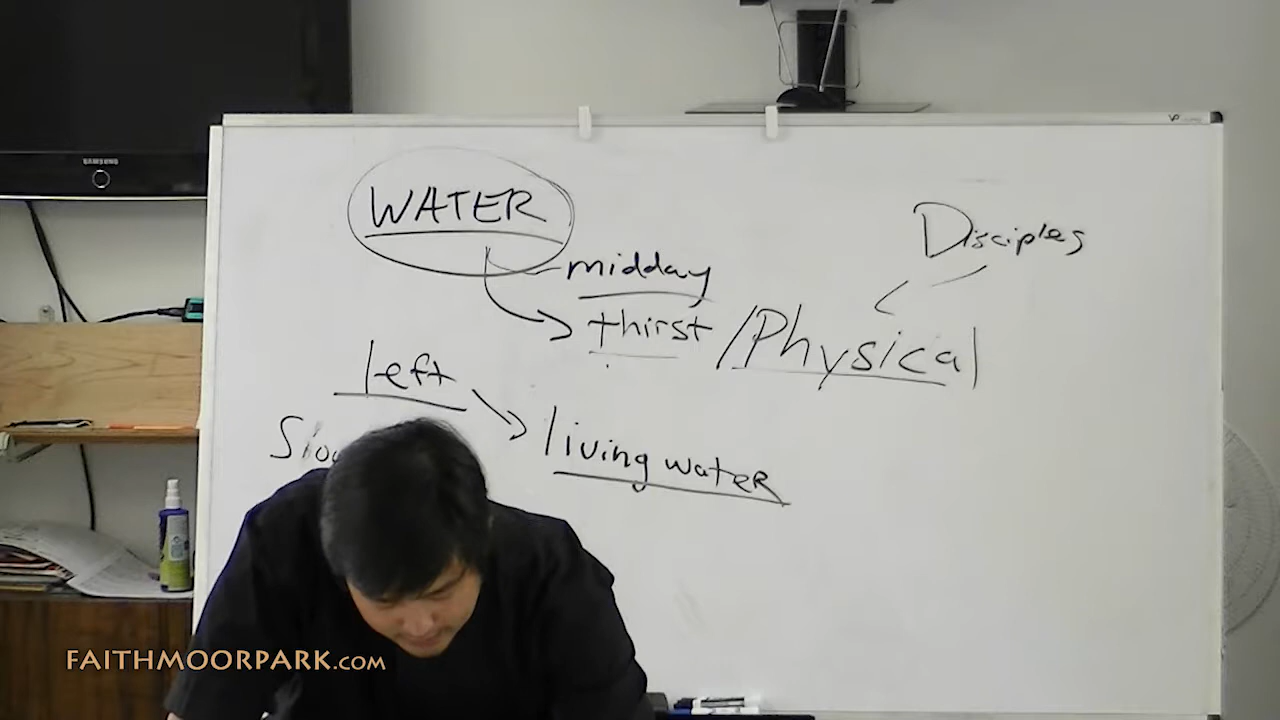 SAMSUNG
WATER
Disciples
midday
thirst / Physical
left
living water
FAITHMOORPARK.COM